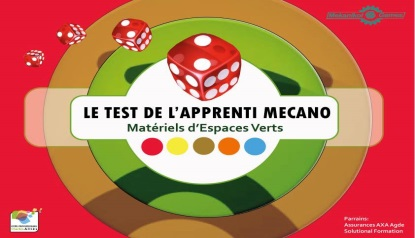 LE TEST DE L'APPRENTI MECANO
Matériels d'Espaces Verts
Parrains:
Assurances AXA Agde
Solutional Formation